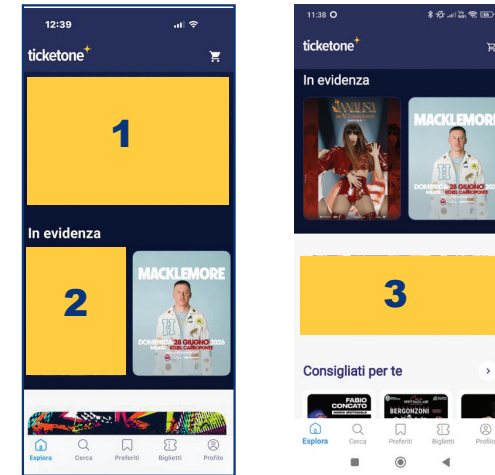 12:39
ticketone
1
In evidenza
2
MACKLEMORE
DOMENICA 28 GIUGNO 2026
Esplora
Cerca
Preferiti
Biglietti
Profilo
11:38
ticketone
In evidenza
ANNALISA
MACKLEMORE
DOMENICA 28 GIUGNO 202
3
Consigliati per te
FABIO
CONCATO
BERGONZONI
Esplora
Cerca
Preferiti
Biglietti
Profilo